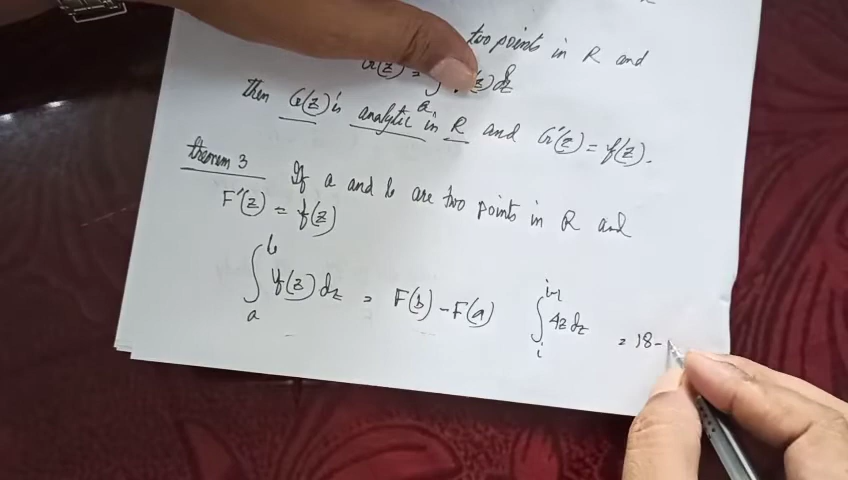 two points in R and
G(z) = ∫ (z) dz
a
then G(z) is analytic in R and G'(z) = f(z).
theorem 3 If a and b are two points in R and
F'(z) = f(z)
∫ₐᵇ f(z) dz = F(b) - F(a) ∫ 4z dz = 18 -
i